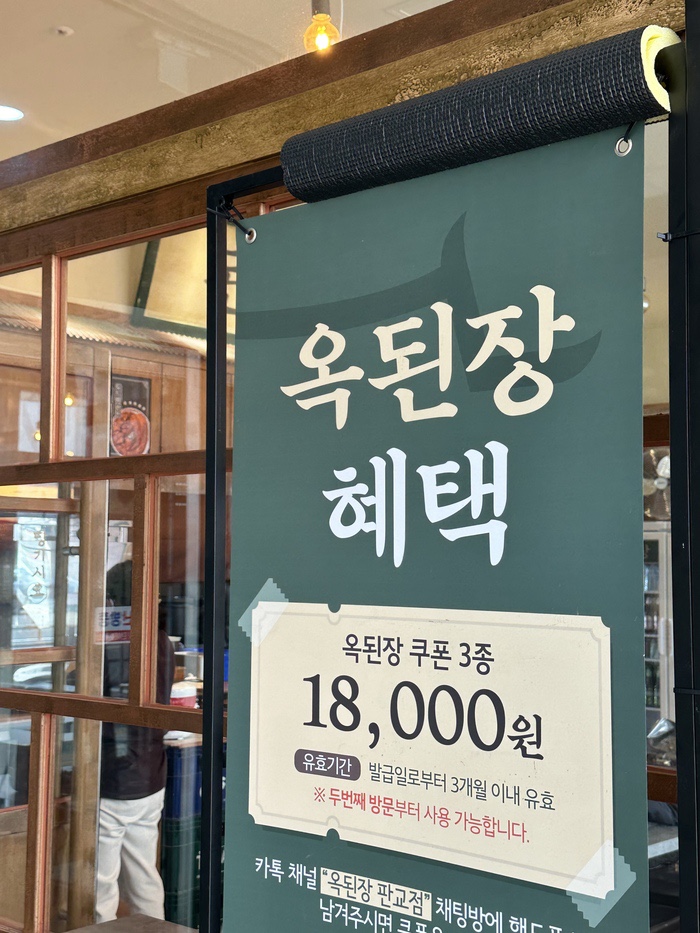 옥된장
혜택
옥된장 쿠폰 3종
18,000원
유효기간 발급일로부터 3개월 이내 유효
※ 두번째 방문부터 사용 가능합니다.
카톡 채널 "옥된장 판교점" 채팅방에
남겨주시면